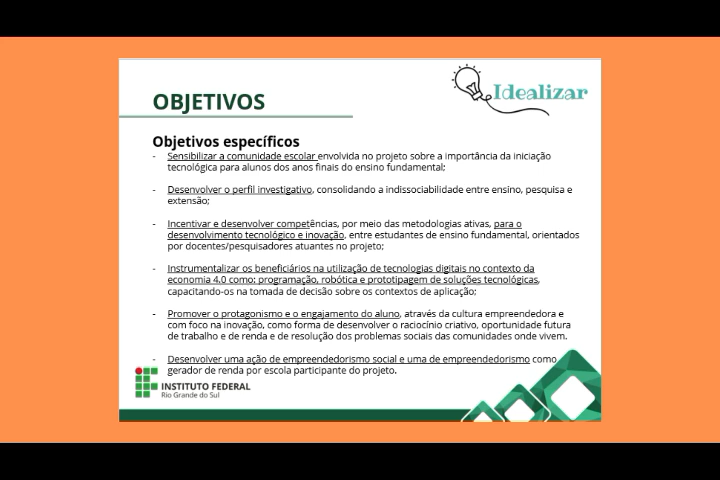 Idealizar
OBJETIVOS
Objetivos específicos
- Sensibilizar a comunidade escolar envolvida no projeto sobre a importância da iniciação
tecnológica para alunos dos anos finais do ensino fundamental;
- Desenvolver o perfil investigativo, consolidando a indissociabilidade entre ensino, pesquisa e
extensão;
- Incentivar e desenvolver competências, por meio das metodologias ativas, para o
desenvolvimento tecnológico e inovação, entre estudantes de ensino fundamental, orientados
por docentes/pesquisadores atuantes no projeto;
- Instrumentalizar os beneficiários na utilização de tecnologias digitais no contexto da
economia 4.0 como: programação, robótica e prototipagem de soluções tecnológicas,
capacitando-os na tomada de decisão sobre os contextos de aplicação;
- Promover o protagonismo e o engajamento do aluno, através da cultura empreendedora e
com foco na inovação, como forma de desenvolver o raciocínio criativo, oportunidade futura
de trabalho e de renda e de resolução dos problemas sociais das comunidades onde vivem.
- Desenvolver uma ação de empreendedorismo social e uma de empreendedorismo como
gerador de renda por escola participante do projeto.
INSTITUTO FEDERAL
Rio Grande do Sul